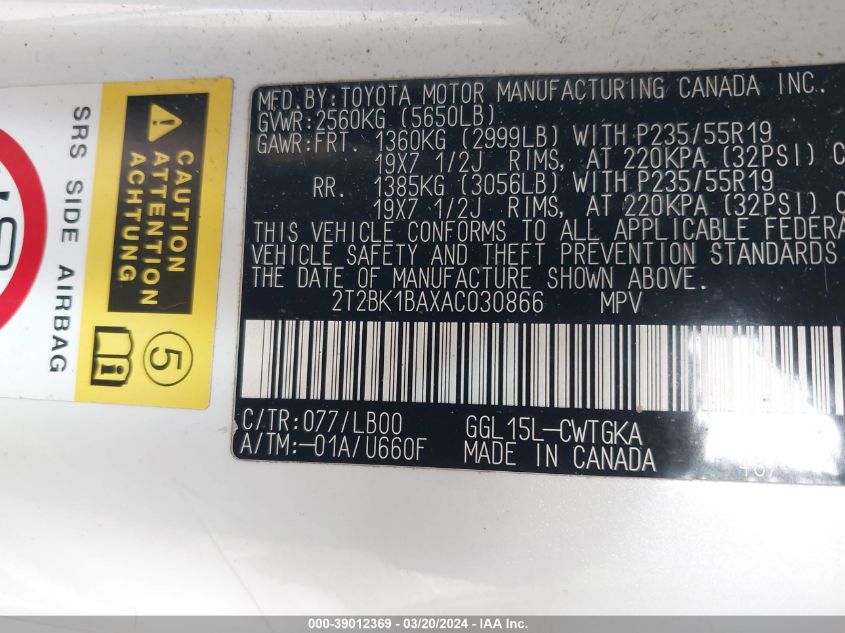 SRS SIDE AIRBAG
CAUTION
ATTENTION
ACHTUNG
5
MFD.BY:TOYOTA MOTOR MANUFACTURING CANADA INC.
GVWR:2560KG (5650LB)
GAWR:FRT. 1360KG (2999LB) WITH P235/55R19
19X7 1/2J RIMS, AT 220KPA (32PSI) C
RR. 1385KG (3056LB) WITH P235/55R19
19X7 1/2J RIMS, AT 220KPA (32PSI) C
THIS VEHICLE CONFORMS TO ALL APPLICABLE FEDERA
VEHICLE SAFETY AND THEFT PREVENTION STANDARDS
THE DATE OF MANUFACTURE SHOWN ABOVE.
2T2BK1BAXAC030866 MPV
C/TR:077/LB00 GGL15L-CWTGKA
A/TM:-01A/U660F MADE IN CANADA
000-39012369 - 03/20/2024 - IAAI - IAA Inc.